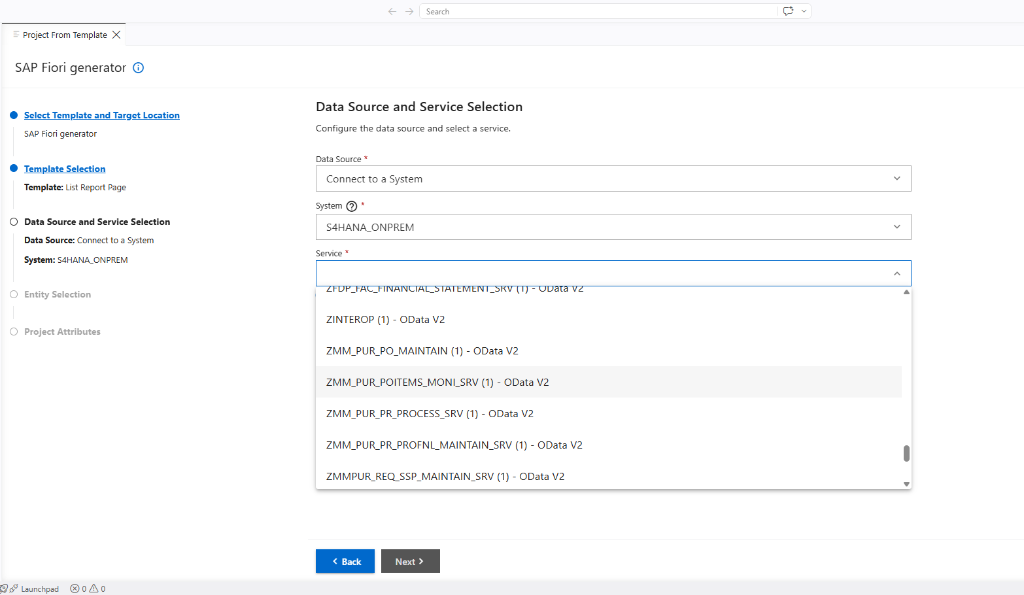 Search
Project From Template
SAP Fiori generator
Select Template and Target Location
SAP Fiori generator
Template Selection
Template: List Report Page
Data Source and Service Selection
Data Source: Connect to a System
System: S4HANA_ONPREM
Entity Selection
Project Attributes
Data Source and Service Selection
Configure the data source and select a service.
Data Source *
Connect to a System
System *
S4HANA_ONPREM
Service *
ZFDP_FAC_FINANCIAL_STATEMENT_SRV (1) - OData V2
ZINTEROP (1) - OData V2
ZMM_PUR_PO_MAINTAIN (1) - OData V2
ZMM_PUR_POITEMS_MONI_SRV (1) - OData V2
ZMM_PUR_PR_PROCESS_SRV (1) - OData V2
ZMM_PUR_PR_PROFNL_MAINTAIN_SRV (1) - OData V2
ZMMPUR_REQ_SSP_MAINTAIN_SRV (1) - OData V2
Back Next
Launchpad 0 0